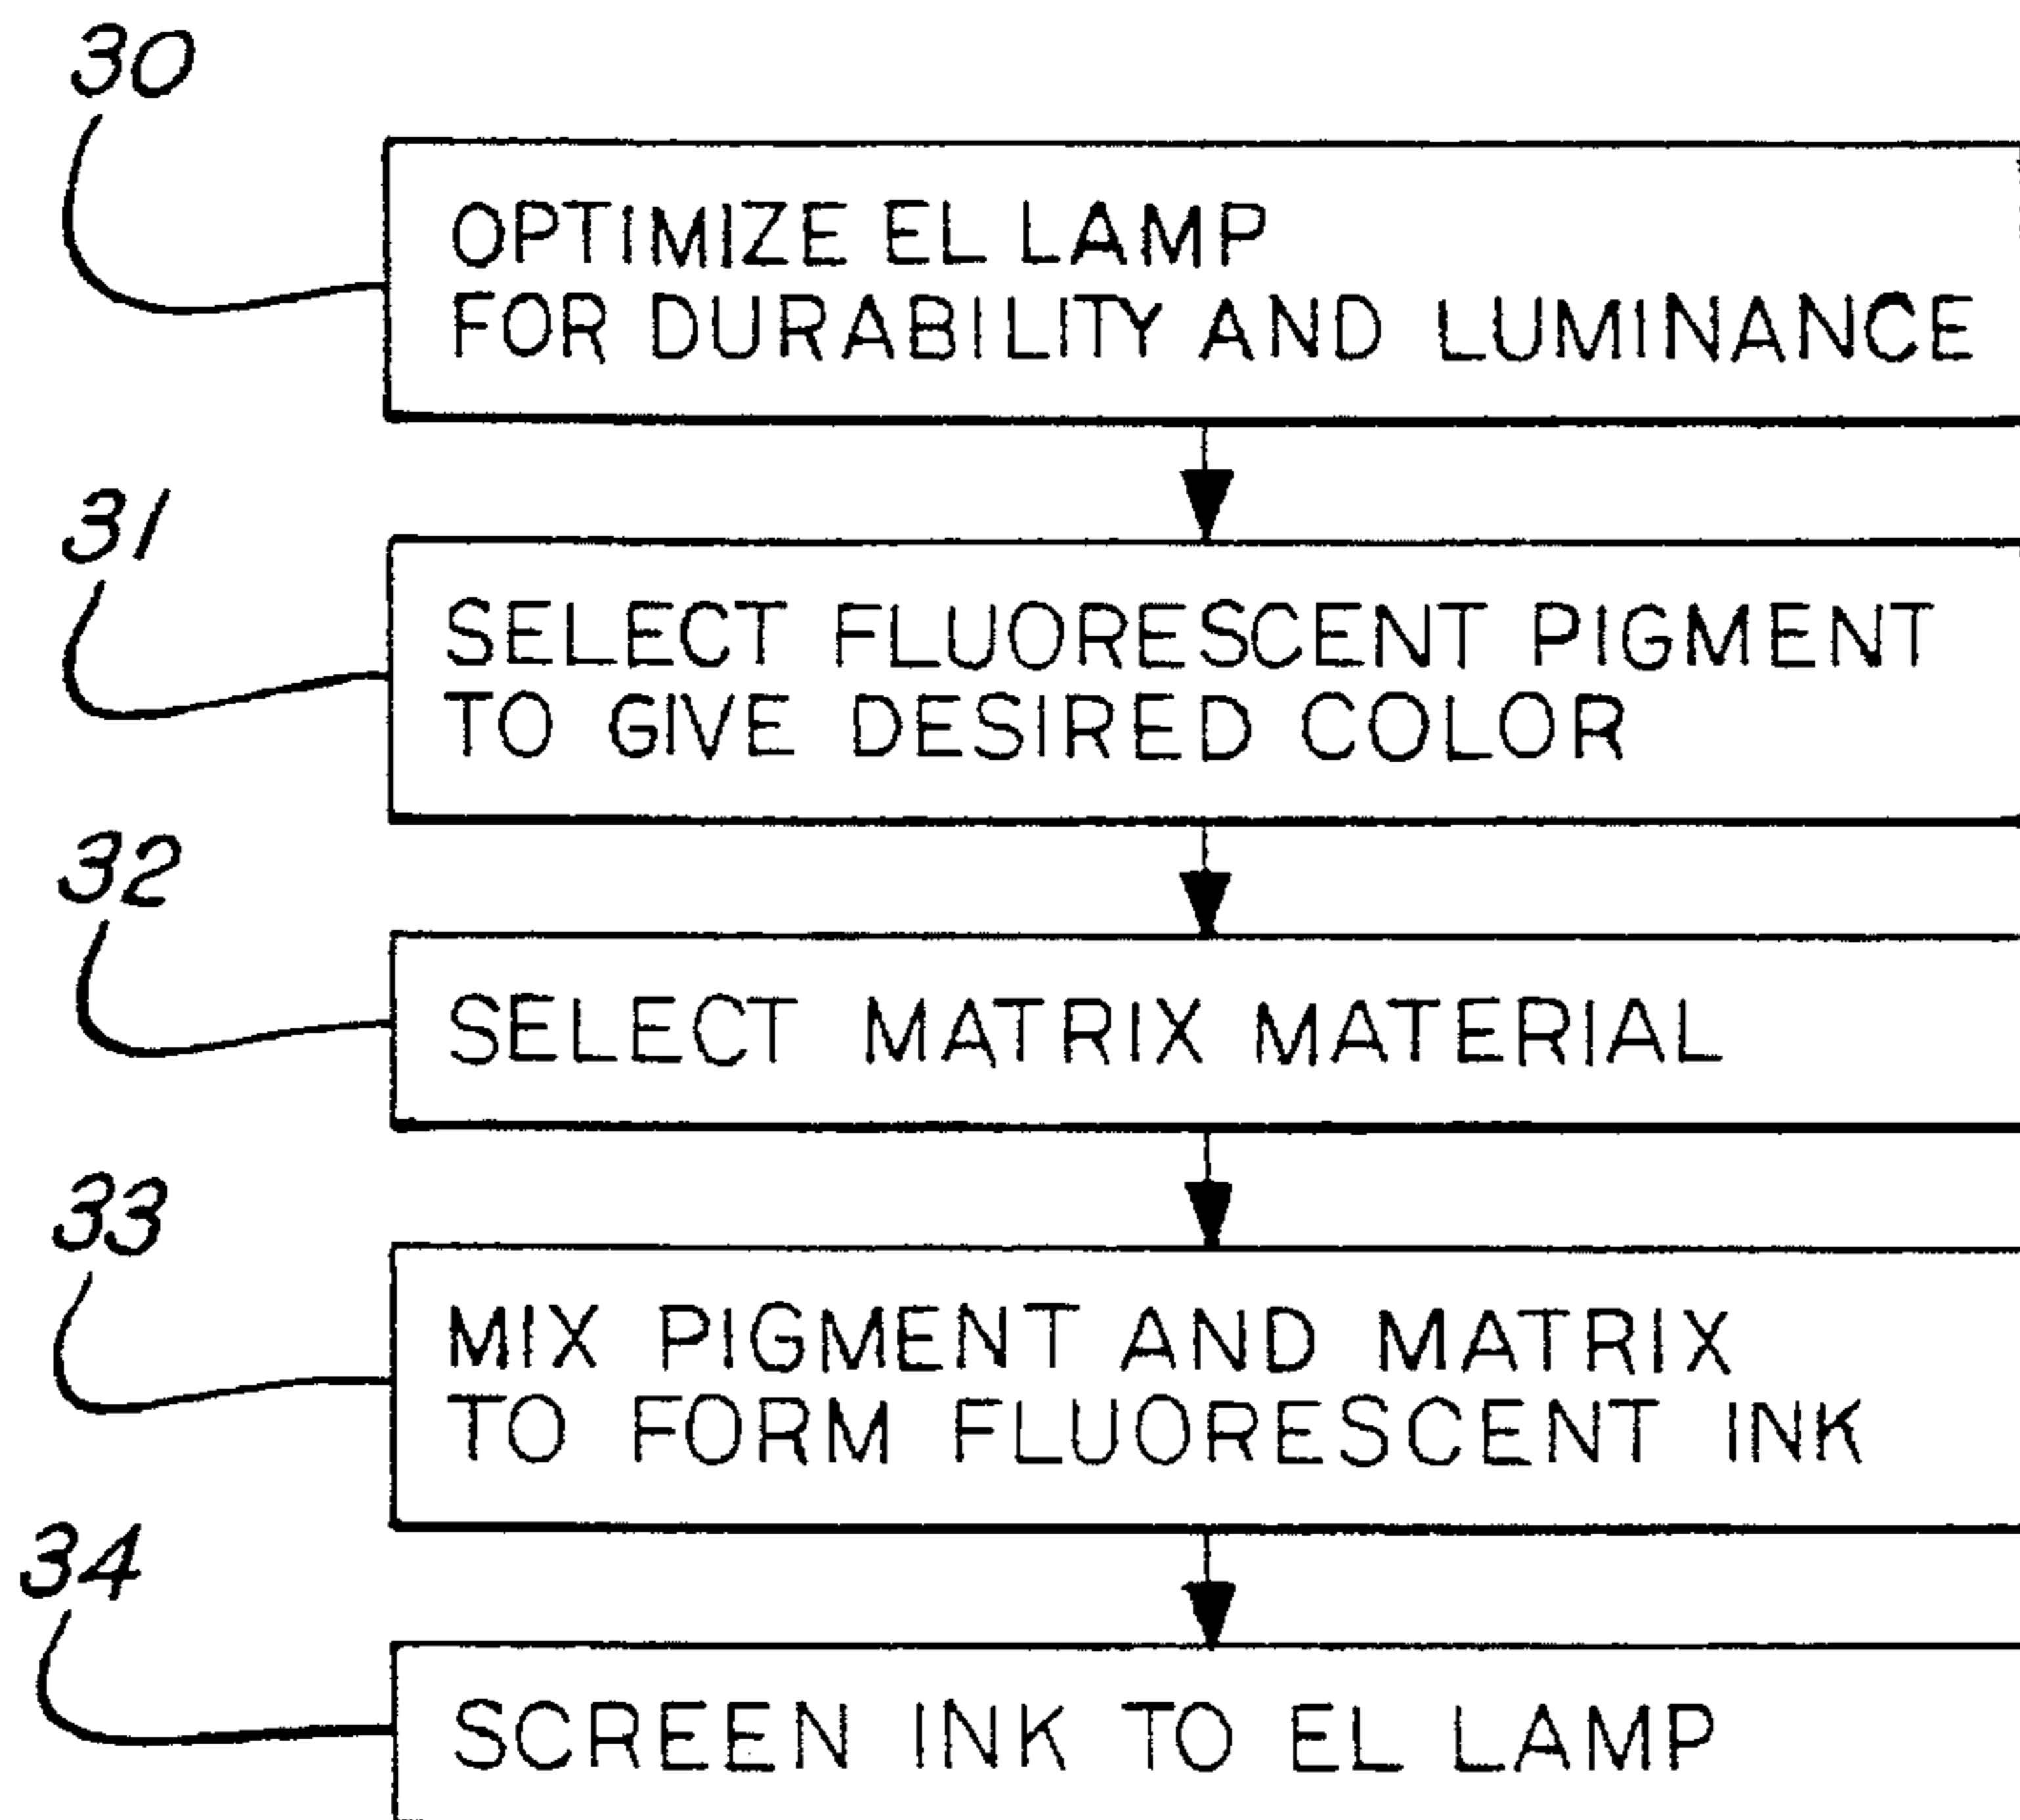 30
OPTIMIZE EL LAMP
FOR DURABILITY AND LUMINANCE
31
SELECT FLUORESCENT PIGMENT
TO GIVE DESIRED COLOR
32
SELECT MATRIX MATERIAL
33
MIX PIGMENT AND MATRIX
TO FORM FLUORESCENT INK
34
SCREEN INK TO EL LAMP